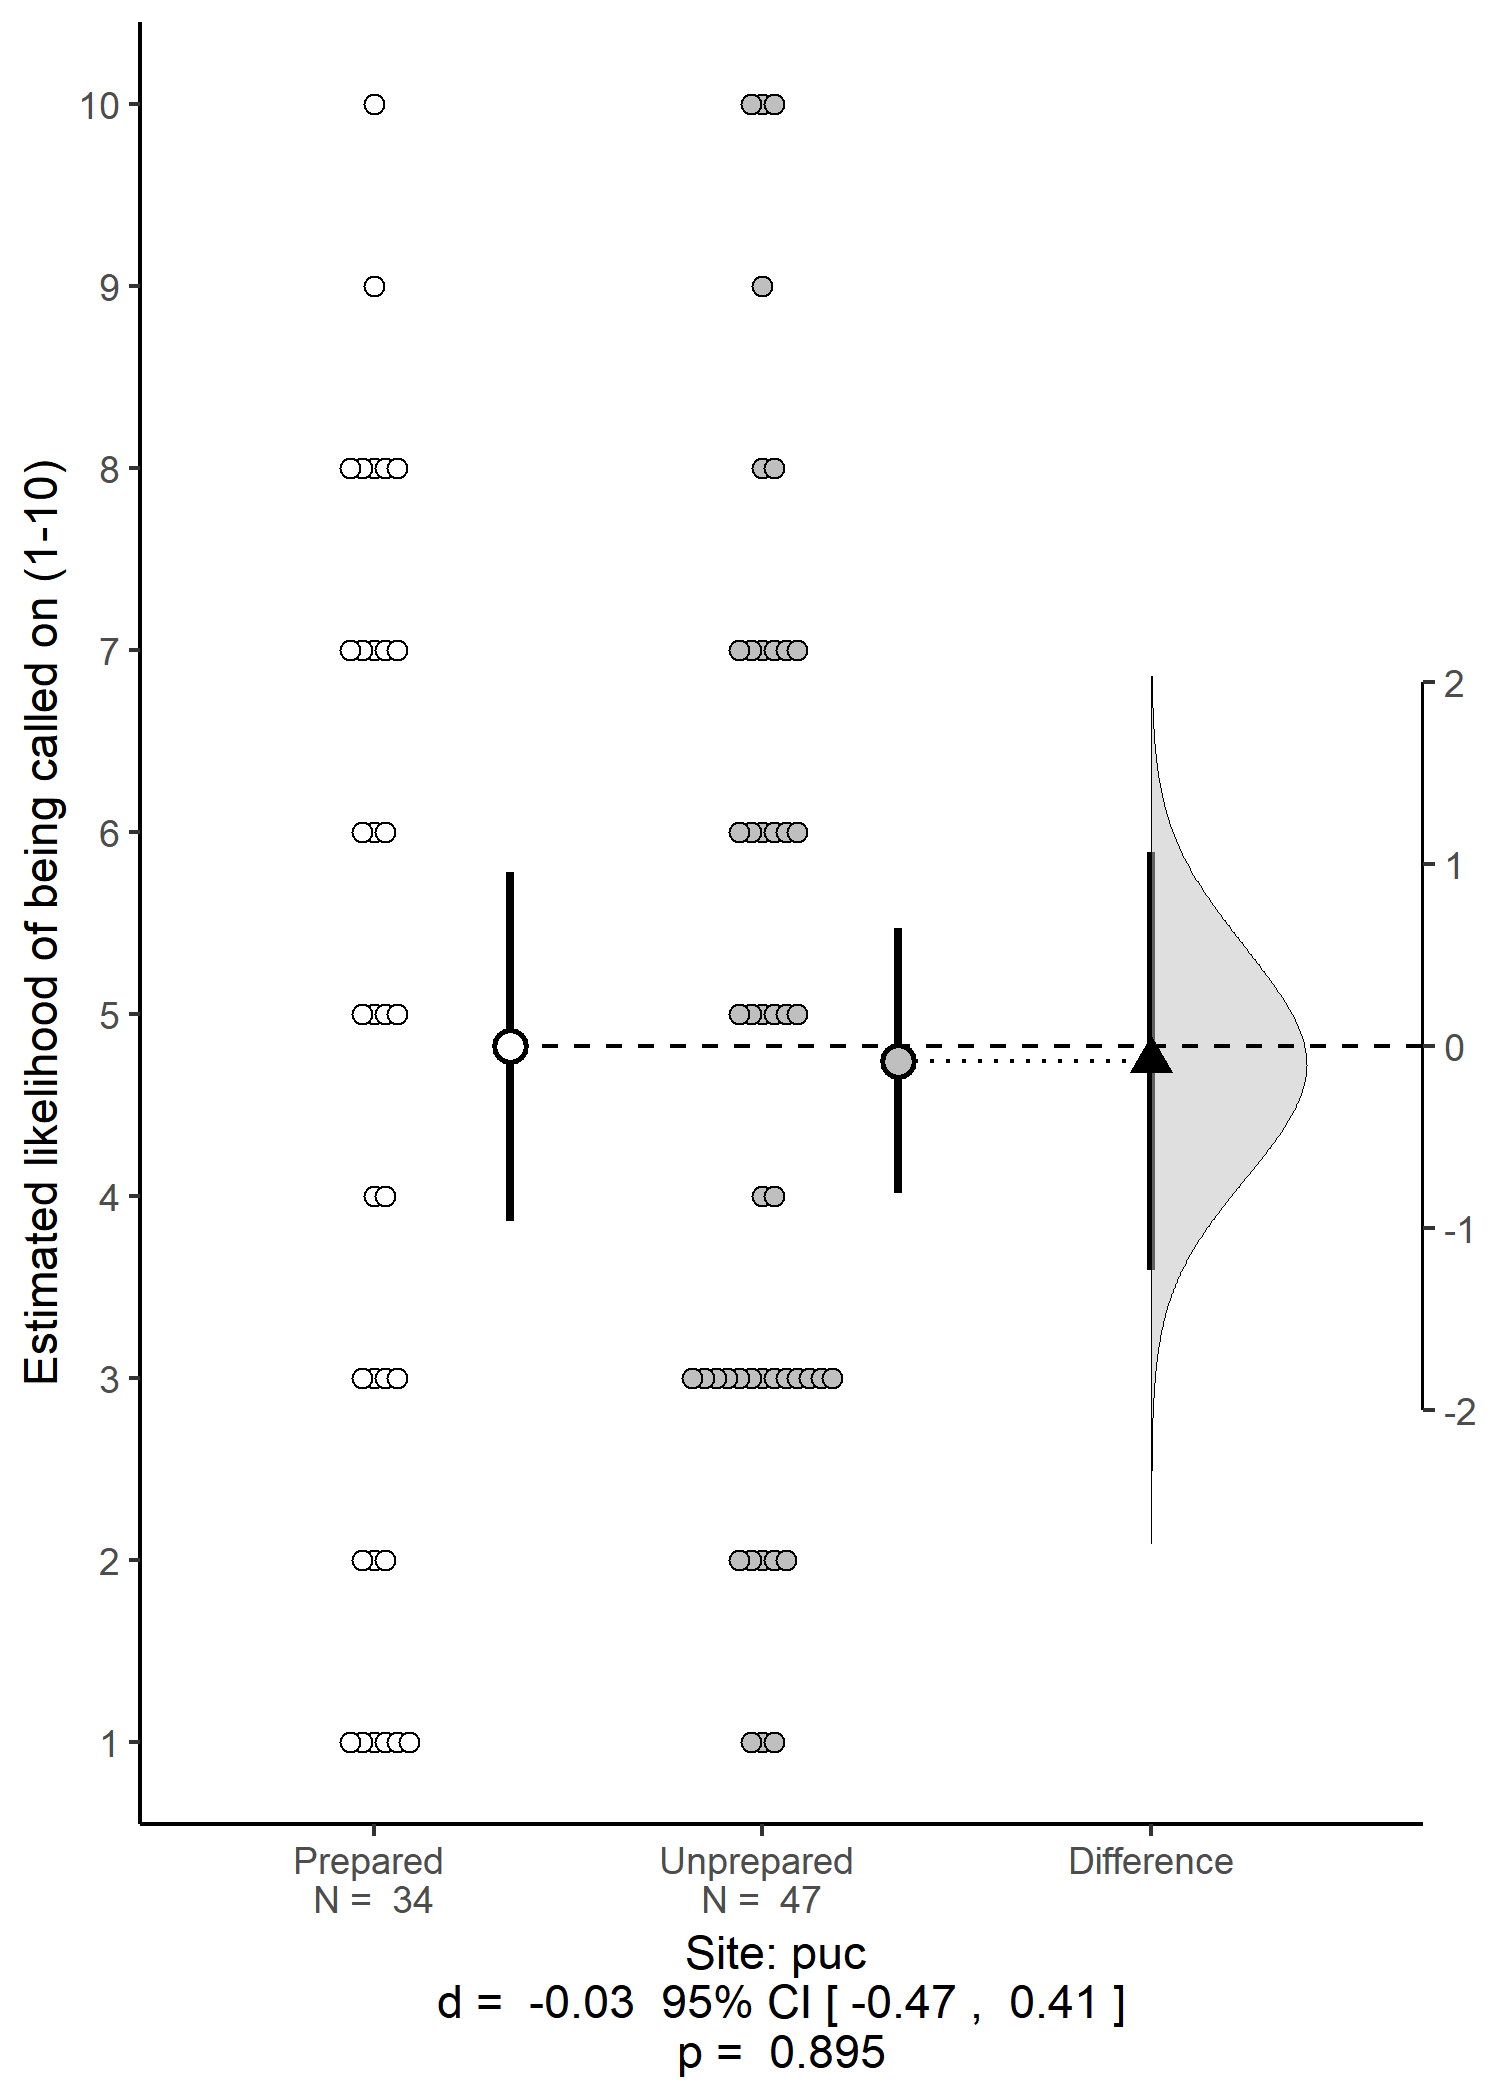 Estimated likelihood of being called on (1-10)
10
9
8
7
6
5
4
3
2
1
2
1
0
-1
-2
Prepared
N = 34
Unprepared
N = 47
Difference
Site: puc
d = -0.03 95% CI [ -0.47 , 0.41 ]
p = 0.895